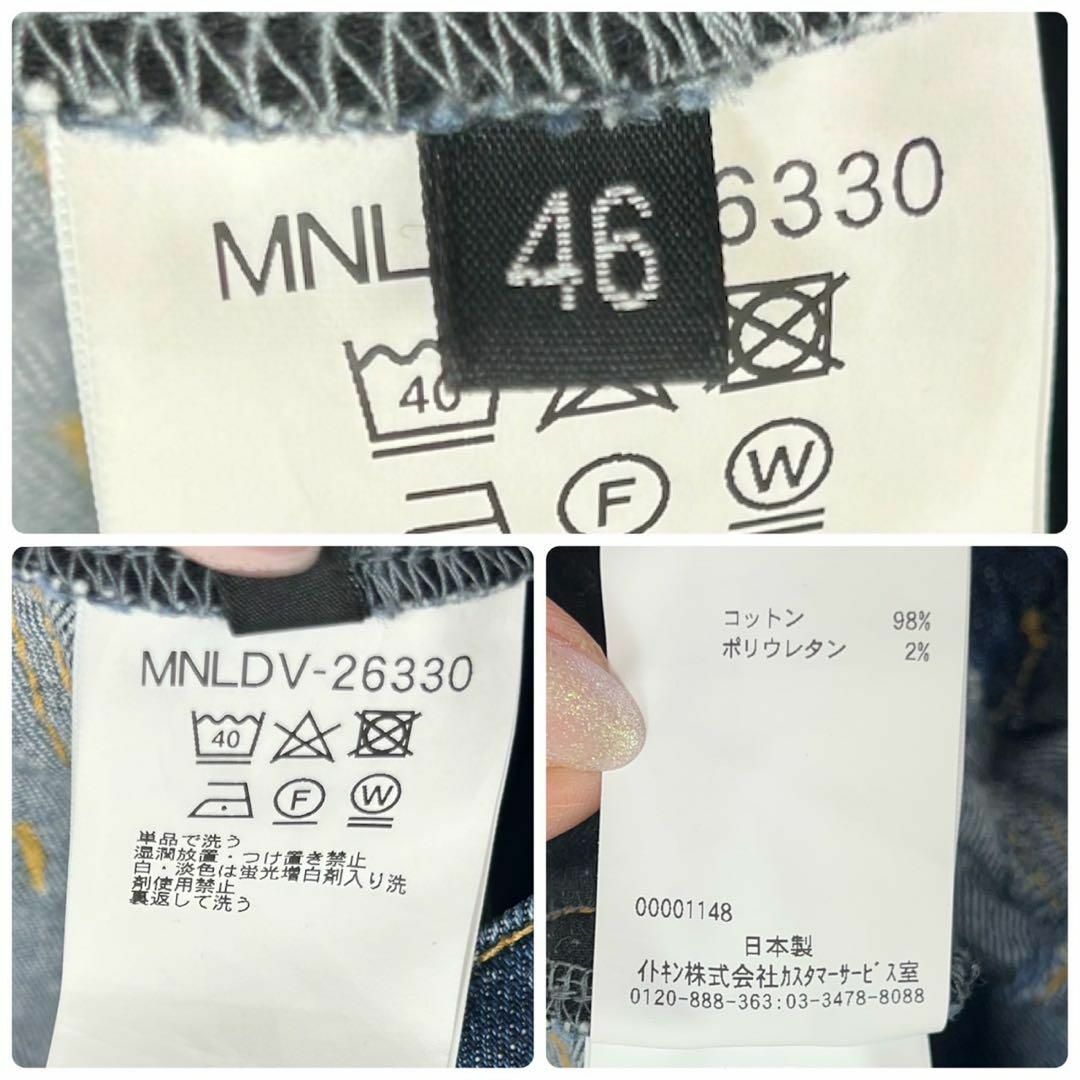 MNL 6330
46
40
F
W
MNLDV-26330
40
F
W
単品で洗う
湿潤放置・つけ置き禁止
白・淡色は蛍光増白剤入り洗
剤使用禁止
裏返して洗う
コットン 98%
ポリウレタン 2%
00001148
日本製
イトキン株式会社カスタマーサービス室
0120-888-363:03-3478-8088